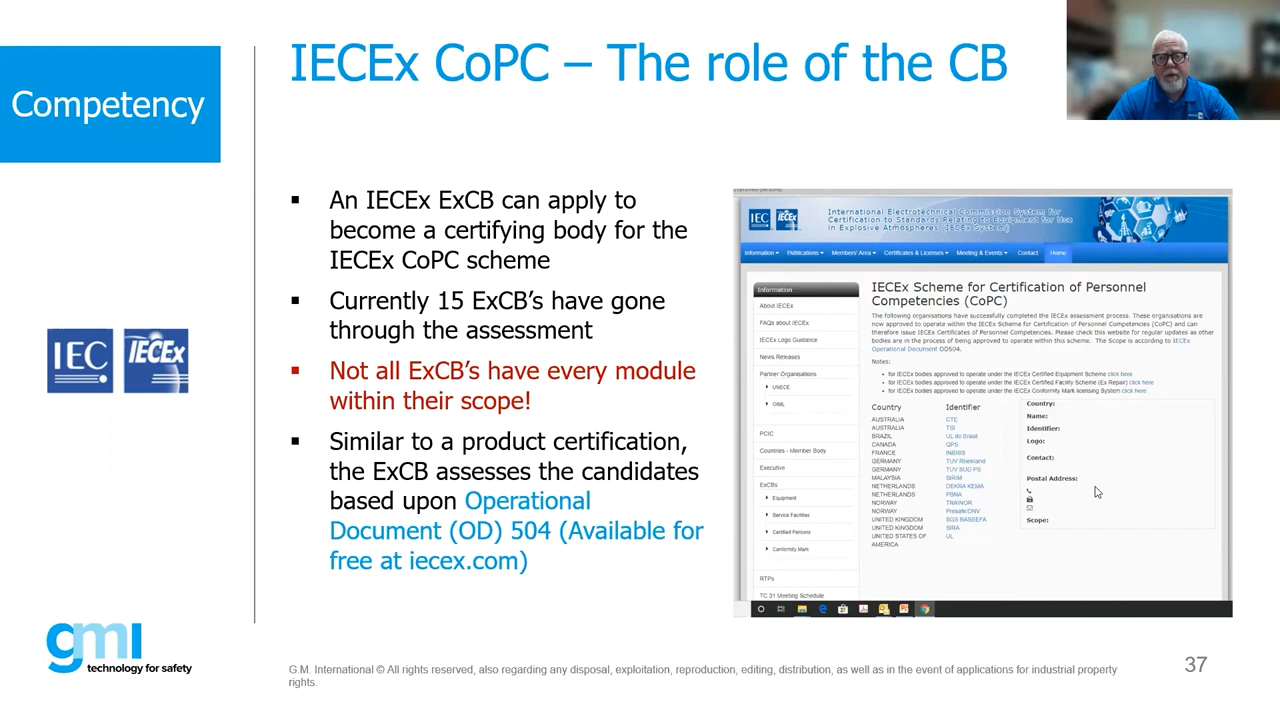 IECEx CoPC – The role of the CB
Competency
▪ An IECEx ExCB can apply to
become a certifying body for the
IECEx CoPC scheme
▪ Currently 15 ExCB's have gone
through the assessment
▪ Not all ExCB's have every module
within their scope!
▪ Similar to a product certification,
the ExCB assesses the candidates
based upon Operational
Document (OD) 504 (Available for
free at iecex.com)
IEC IECEx
gmi
technology for safety
IEC IECEx
International Electrotechnical Commission System for
Certification to Standards Relating to Equipment for Use
in Explosive Atmospheres (IECEx System)
Information Publications Members' Area Certificates & Licenses Meeting & Events Contact Home
Information
About IECEx
FAQs about IECEx
IECEx Logo Guidance
News Releases
Partner Organisations
UNECE
OIML
PCIC
Countries - Member Body
Executive
ExCBs
Equipment
Service Facilities
Certified Persons
Conformity Mark
RTPs
TC 31 Meeting Schedule
IECEx Scheme for Certification of Personnel
Competencies (CoPC)
The following organisations have successfully completed the IECEx assessment process. These organisations are
now approved to operate within the IECEx Scheme for Certification of Personnel Competencies (CoPC) and can
therefore issue IECEx Certificates of Personnel Competencies. Please check this website for regular updates as other
bodies are in the process of being approved to operate within this scheme. The Scope is according to IECEx
Operational Document OD504.
Notes:
• for IECEx bodies approved to operate under the IECEx Certified Equipment Scheme click here
• for IECEx bodies approved to operate under the IECEx Certified Facility Scheme (Ex Repair) click here
• for IECEx bodies approved to operate under the IECEx Conformity Mark licensing System click here
Country Identifier
AUSTRALIA CTE
AUSTRALIA TSI
BRAZIL UL do Brasil
CANADA QPS
FRANCE INERIS
GERMANY TUV Rheinland
GERMANY TUV SUD PS
MALAYSIA SIRIM
NETHERLANDS DEKRA KEMA
NETHERLANDS
NORWAY TRAINOR
NORWAY Presafe/DNV
UNITED KINGDOM SGS BASEEFA
UNITED KINGDOM SIRA
UNITED STATES OF UL
AMERICA
Country:
Name:
Identifier:
Logo:
Contact:
Postal Address:
Scope:
G.M. International © All rights reserved, also regarding any disposal, exploitation, reproduction, editing, distribution, as well as in the event of applications for industrial property
rights.
37